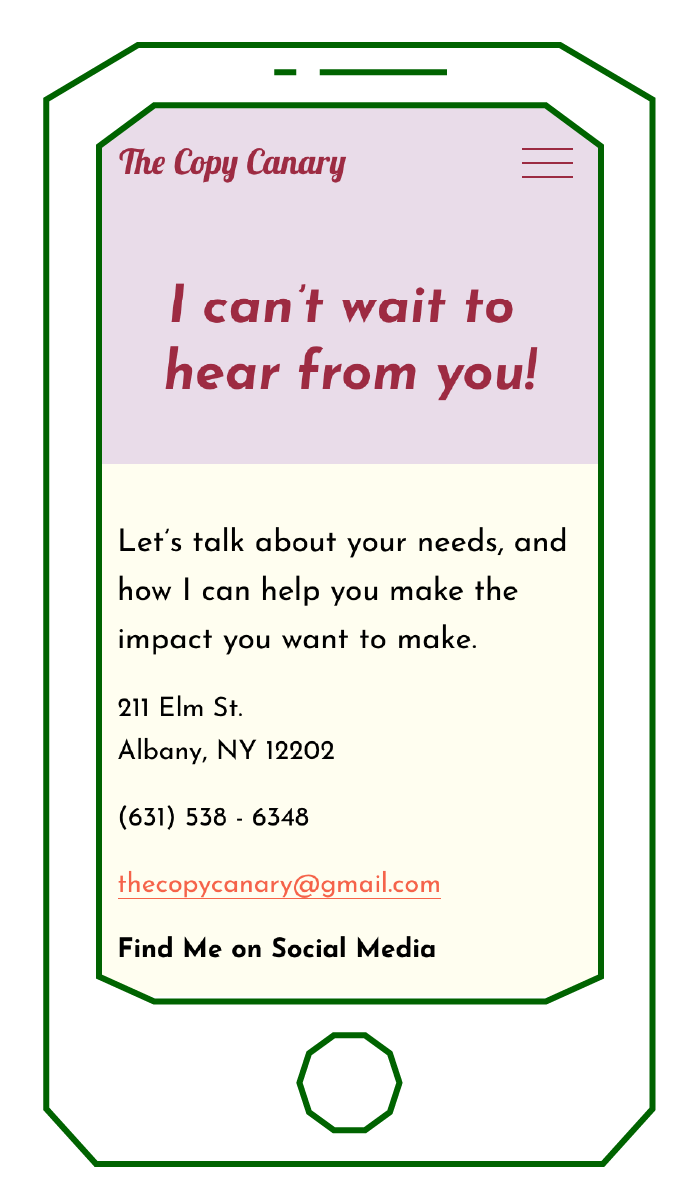 The Copy Canary
I can't wait to
hear from you!
Let's talk about your needs, and
how I can help you make the
impact you want to make.
211 Elm St.
Albany, NY 12202
(631) 538 - 6348
thecopycanary@gmail.com
Find Me on Social Media